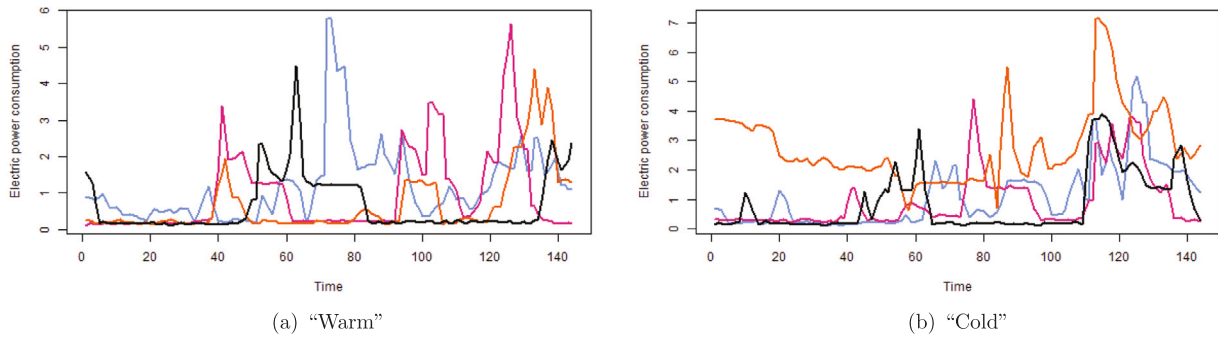 Electric power consumption
0 1 2 3 4 5 6
0 20 40 60 80 100 120 140
Time
(a) “Warm”
Electric power consumption
0 1 2 3 4 5 6 7
0 20 40 60 80 100 120 140
Time
(b) “Cold”